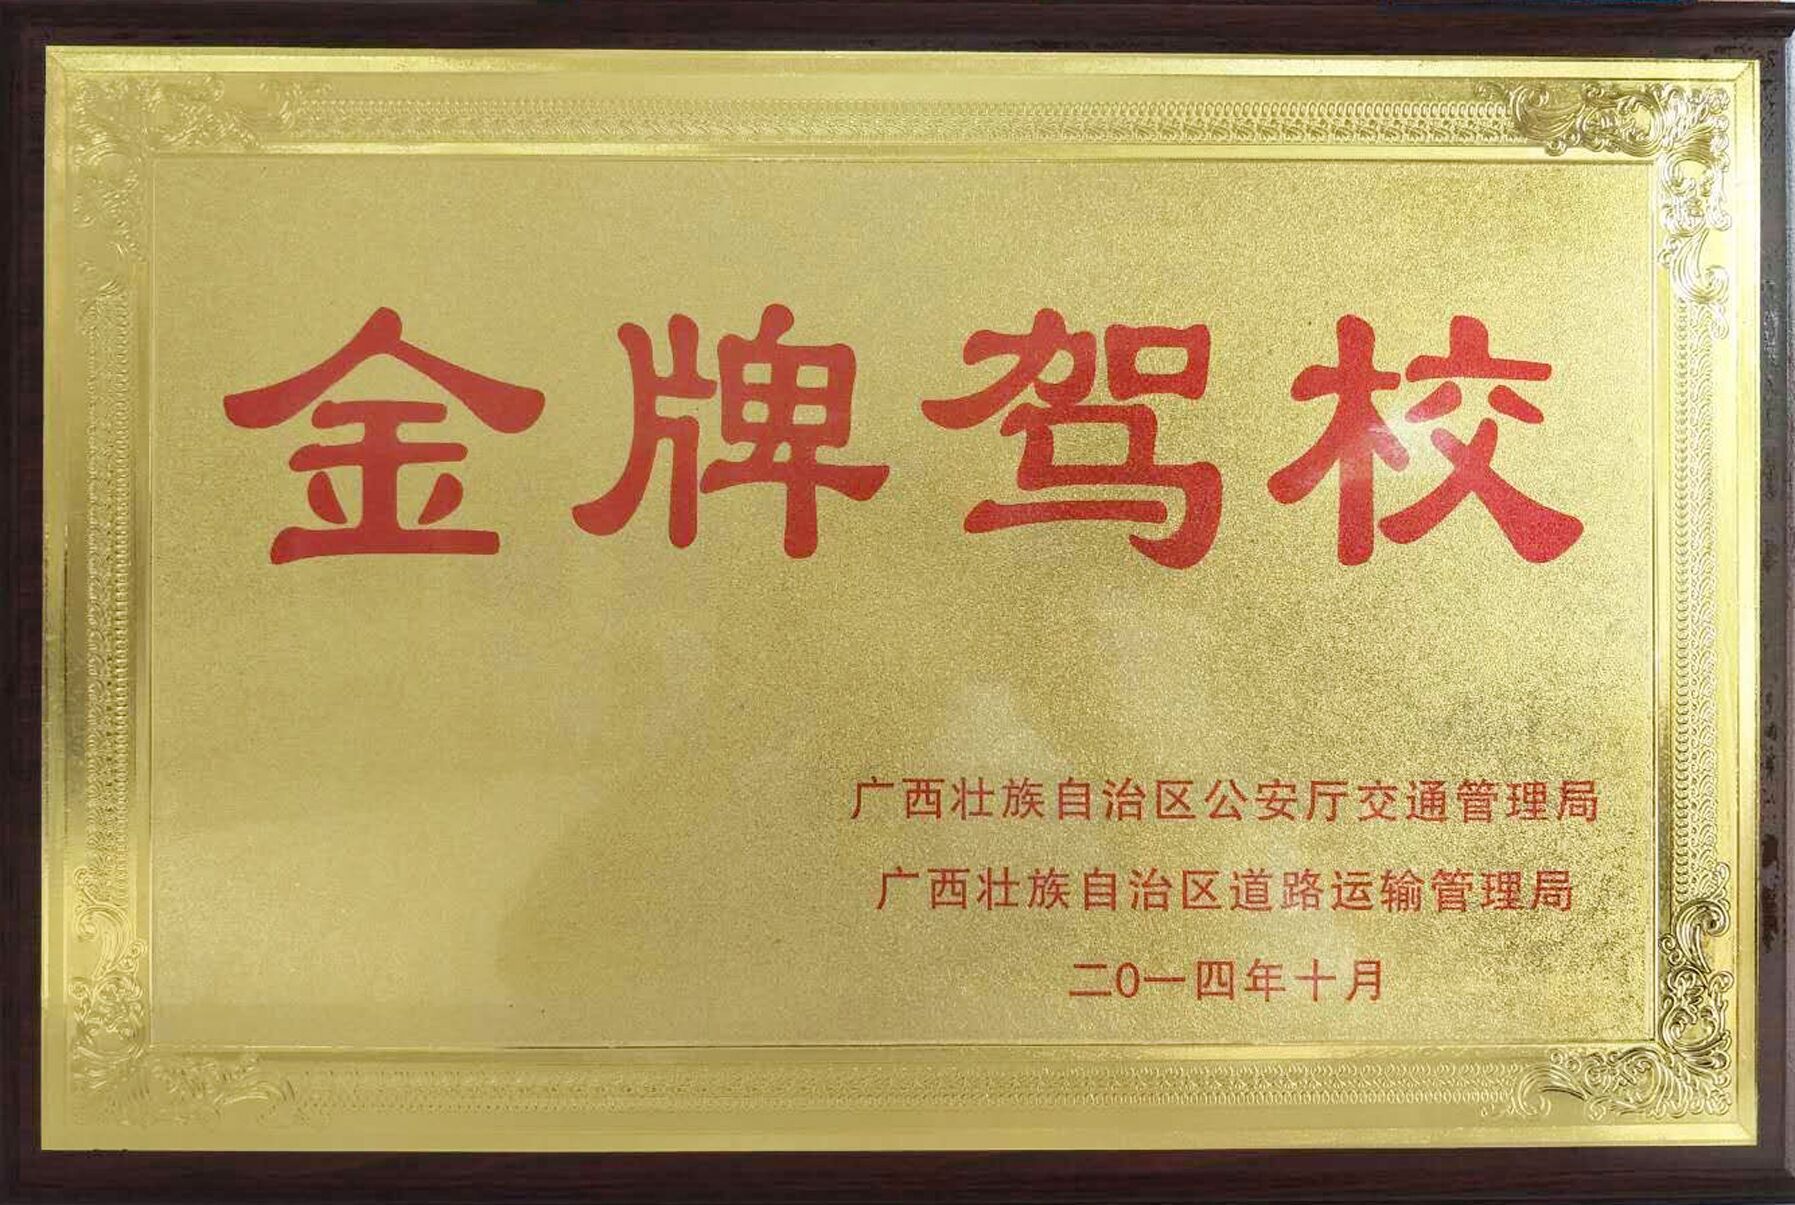 金牌驾校
广西壮族自治区公安厅交通管理局
广西壮族自治区道路运输管理局
二0一四年十月